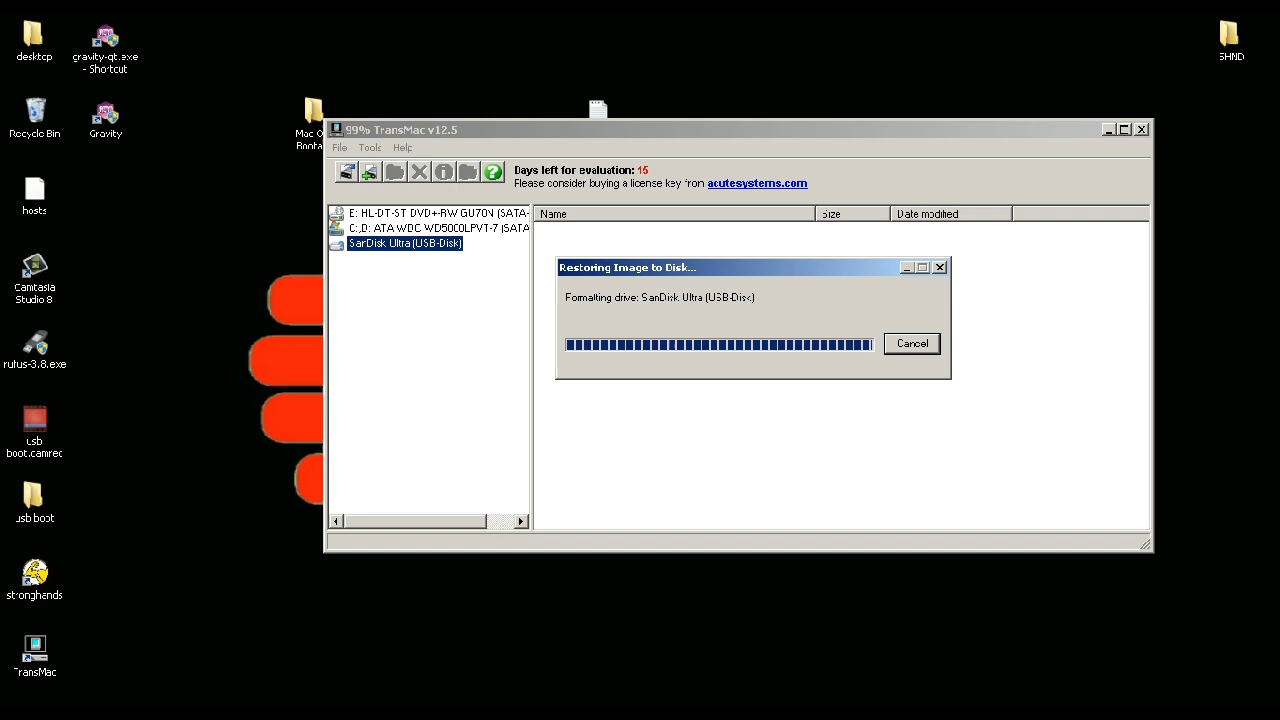 desktop
gravity-qt.exe
- Shortcut
SHND
Recycle Bin
Gravity
Mac O
Boota
hosts
Camtasia
Studio 8
rufus-3.8.exe
usb
boot.camrec
usb boot
stronghands
TransMac
99% TransMac v12.5
File Tools Help
Days left for evaluation: 15
Please consider buying a license key from acutesystems.com
E: HL-DT-ST DVD+-RW GU70N (SATA-
C:,D: ATA WDC WD5000LPVT-7 (SATA
SanDisk Ultra (USB-Disk)
Name Size Date modified
Restoring Image to Disk...
Formatting drive: SanDisk Ultra (USB-Disk)
Cancel